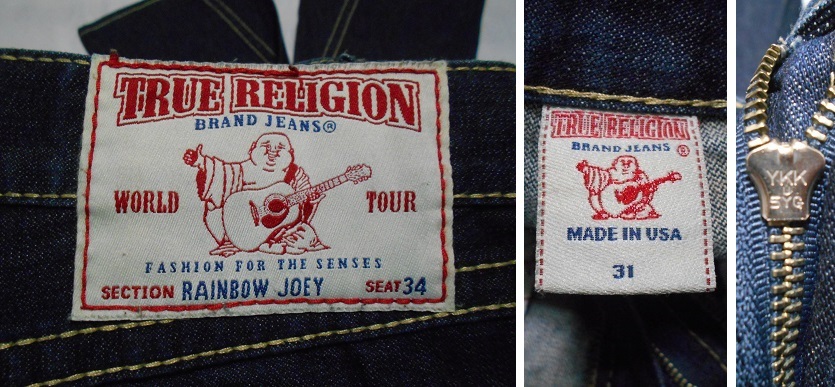 TRUE RELIGION
BRAND JEANS®
WORLD TOUR
FASHION FOR THE SENSES
SECTION RAINBOW JOEY SEAT 34
TRUE RELIGION
BRAND JEANS ®
MADE IN USA
31
YKK
5YG